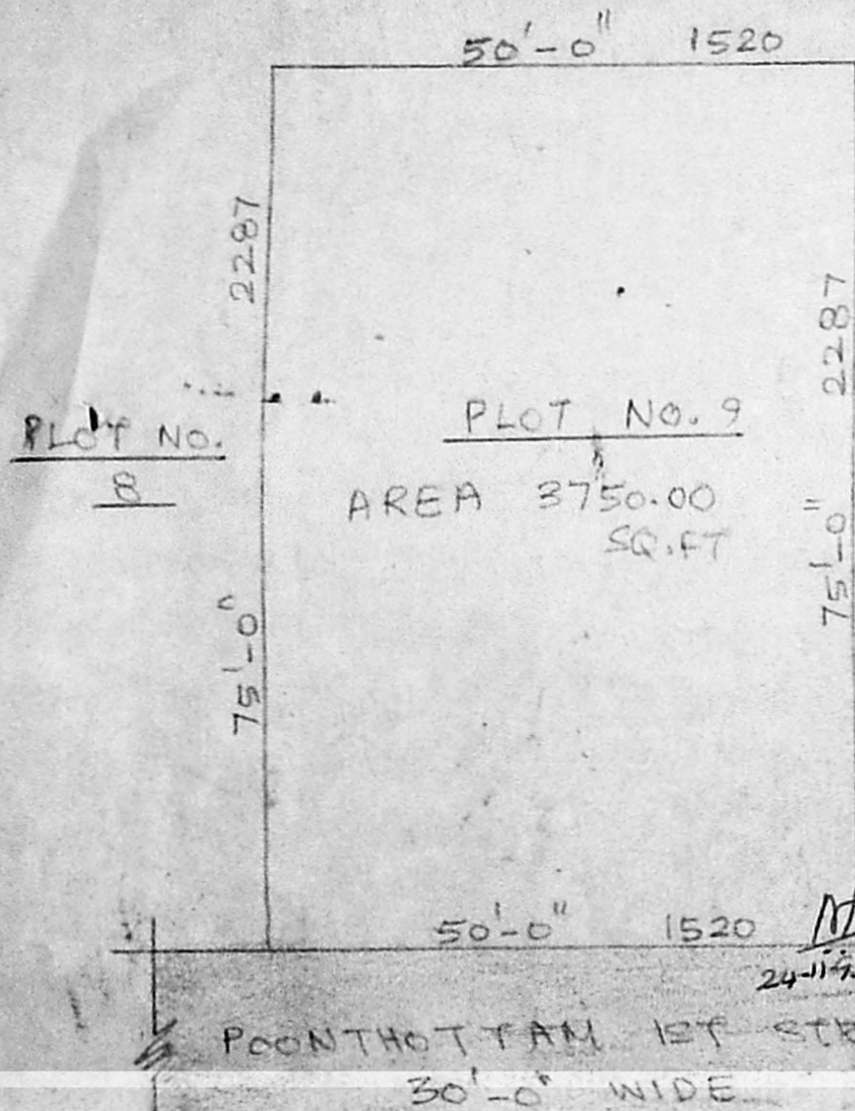 50'-0" 1520
2287
2287
PLOT NO. 9
PLOT NO.
8
AREA 3750.00
SQ.FT
75'-0"
75'-0"
50'-0" 1520
POONTHOTTAM 1ST STR
30'-0" WIDE